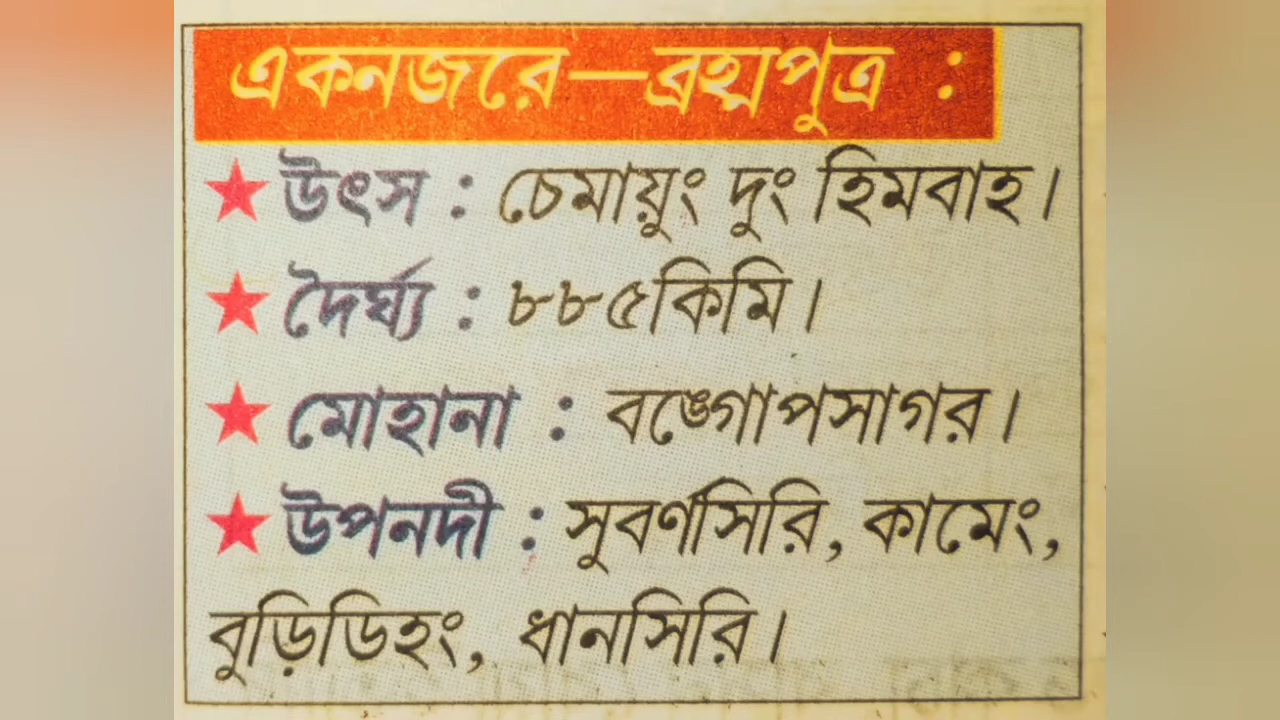 একনজরে—ব্রহ্মপুত্র :
★ উৎস : চেমায়ুং দুং হিমবাহ।
★ দৈর্ঘ্য : ৮৮৫কিমি।
★ মোহানা : বঙ্গোপসাগর।
★ উপনদী : সুবর্ণসিরি, কামেং,
বুড়িডিহং, ধানসিরি।